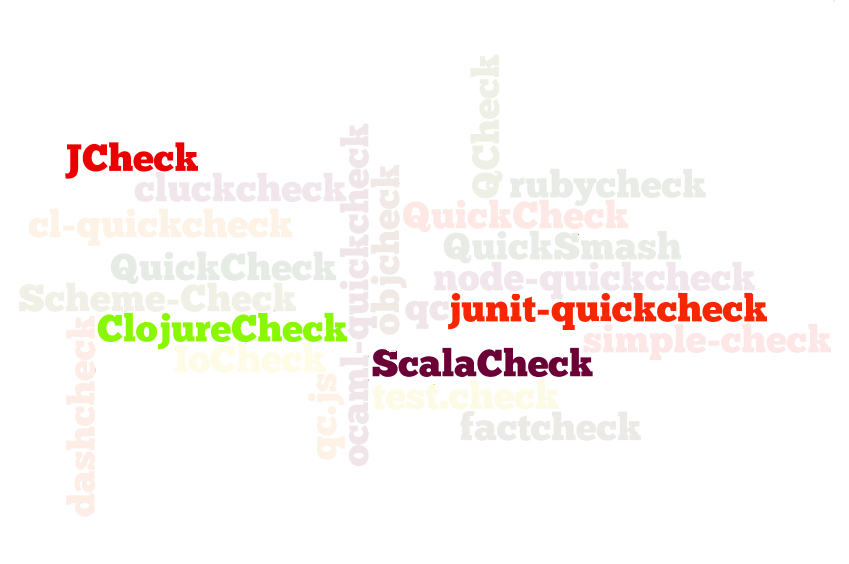 QCheck
JCheck
cluckcheck
ocaml-quickcheck
objcheck
rubycheck
cl-quickcheck
QuickCheck
QuickSmash
QuickCheck
node-quickcheck
Scheme-Check
qc
junit-quickcheck
ClojureCheck
simple-check
IoCheck
ScalaCheck
dashcheck
qc.js
test.check
factcheck